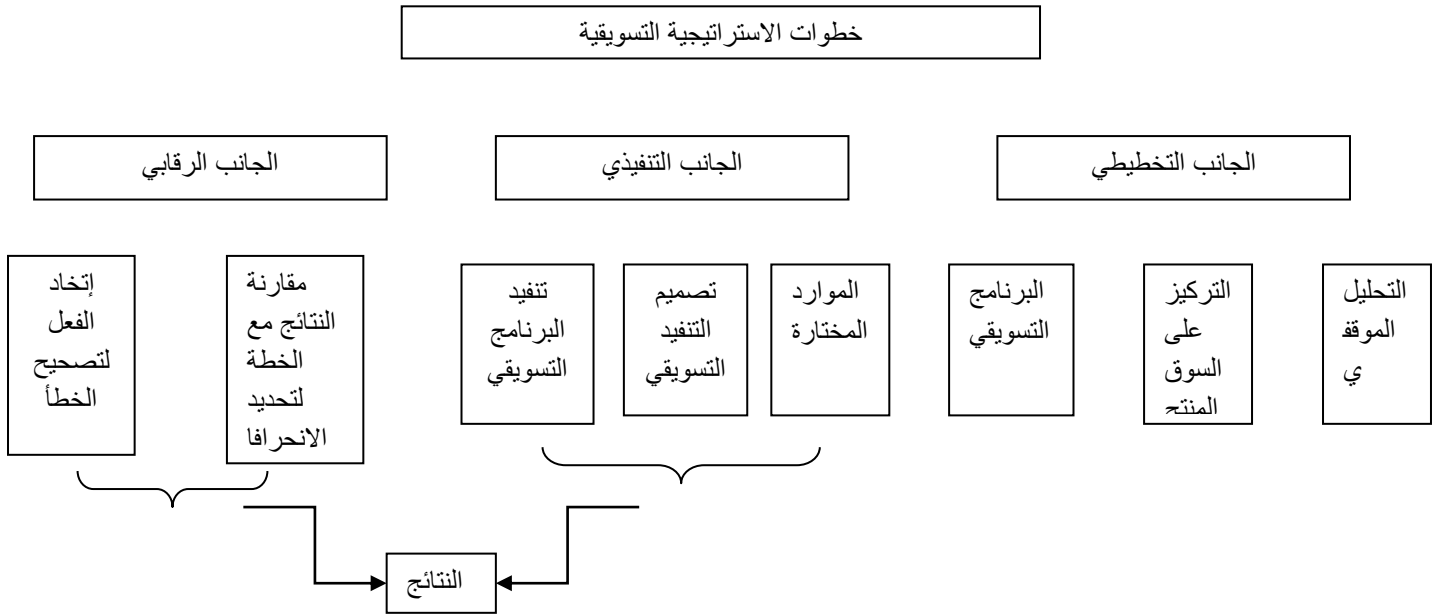 خطوات الاستراتيجية التسويقية
الجانب التخطيطي
الجانب التنفيذي
الجانب الرقابي
التحليل
الموقف
ي
التركيز
على
السوق
المنتج
البرنامج
التسويقي
الموارد
المختارة
تصميم
التنفيد
التسويقي
تنفيد
البرنامج
التسويقي
مقارنة
النتائج مع
الخطة
لتحديد
الانحرافا
إتخاد
الفعل
لتصحيح
الخطأ
النتائج